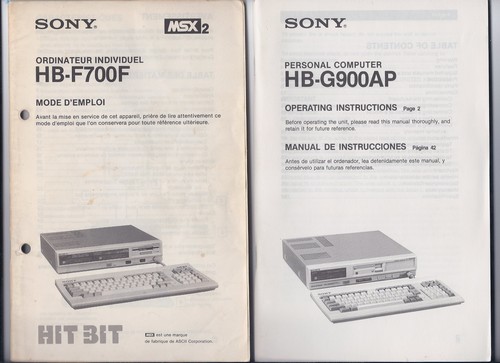 SONY®
MSX2
ORDINATEUR INDIVIDUEL
HB-F700F
MODE D'EMPLOI
Avant la mise en service de cet appareil, prière de lire attentivement ce
mode d'emploi que l'on conservera pour toute référence ultérieure.
SONY
HIT BIT
MSX est une marque
de fabrique de ASCII Corporation.
SONY®
PERSONAL COMPUTER
HB-G900AP
OPERATING INSTRUCTIONS Page 2
Before operating the unit, please read this manual thoroughly, and
retain it for future reference.
MANUAL DE INSTRUCCIONES Página 42
Antes de utilizar el ordenador, lea detenidamente este manual, y
consérvelo para futuras referencias.
SONY